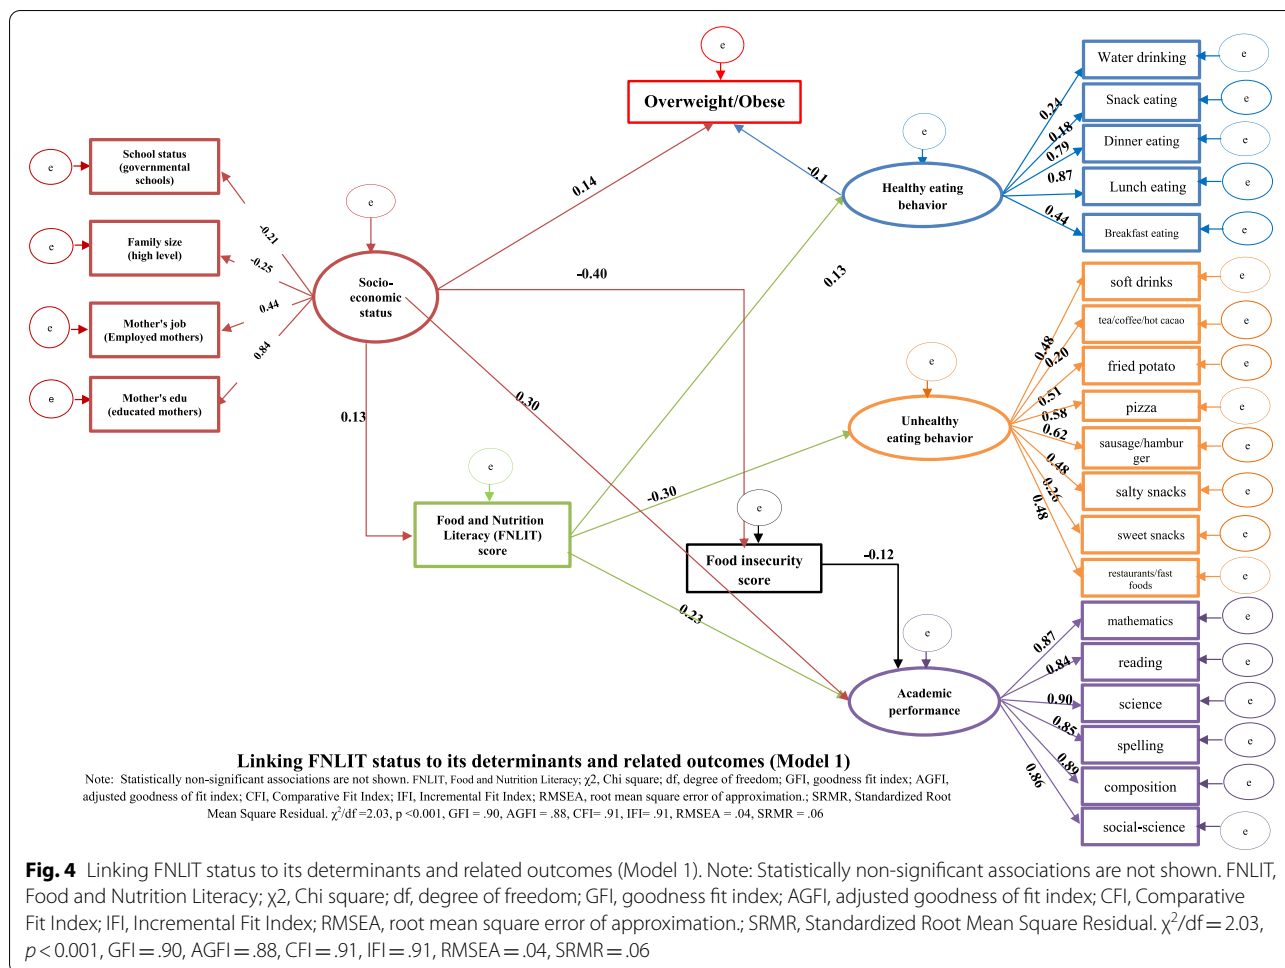 e
Overweight/Obese
e
School status
(governmental
schools)
e
Family size
(high level)
e
Mother's job
(Employed mothers)
e
Mother's edu
(educated mothers)
-0.21
-0.25
0.44
0.84
e
Socio-
economic
status
0.14
-0.40
0.13
0.30
e
Food and Nutrition
Literacy (FNLIT)
score
0.13
-0.30
0.23
e
Food insecurity
score
-0.12
-0.1
e
Healthy eating
behavior
0.24
0.18
0.79
0.87
0.44
Water drinking
e
Snack eating
e
Dinner eating
e
Lunch eating
e
Breakfast eating
e
e
Unhealthy
eating behavior
0.48
0.20
0.51
0.58
0.62
0.48
0.26
0.48
soft drinks
e
tea/coffee/hot cacao
e
fried potato
e
pizza
e
sausage/hambur
ger
e
salty snacks
e
sweet snacks
e
restaurants/fast
foods
e
e
Academic
performance
0.87
0.84
0.90
0.85
0.89
0.86
mathematics
e
reading
e
science
e
spelling
e
composition
e
social-science
e
Linking FNLIT status to its determinants and related outcomes (Model 1)
Note: Statistically non-significant associations are not shown. FNLIT, Food and Nutrition Literacy; χ2, Chi square; df, degree of freedom; GFI, goodness fit index; AGFI,
adjusted goodness of fit index; CFI, Comparative Fit Index; IFI, Incremental Fit Index; RMSEA, root mean square error of approximation.; SRMR, Standardized Root
Mean Square Residual. χ²/df =2.03, p <0.001, GFI = .90, AGFI = .88, CFI= .91, IFI= .91, RMSEA = .04, SRMR = .06
Fig. 4 Linking FNLIT status to its determinants and related outcomes (Model 1). Note: Statistically non-significant associations are not shown. FNLIT,
Food and Nutrition Literacy; χ2, Chi square; df, degree of freedom; GFI, goodness fit index; AGFI, adjusted goodness of fit index; CFI, Comparative
Fit Index; IFI, Incremental Fit Index; RMSEA, root mean square error of approximation.; SRMR, Standardized Root Mean Square Residual. χ²/df = 2.03,
p < 0.001, GFI = .90, AGFI = .88, CFI = .91, IFI = .91, RMSEA = .04, SRMR = .06